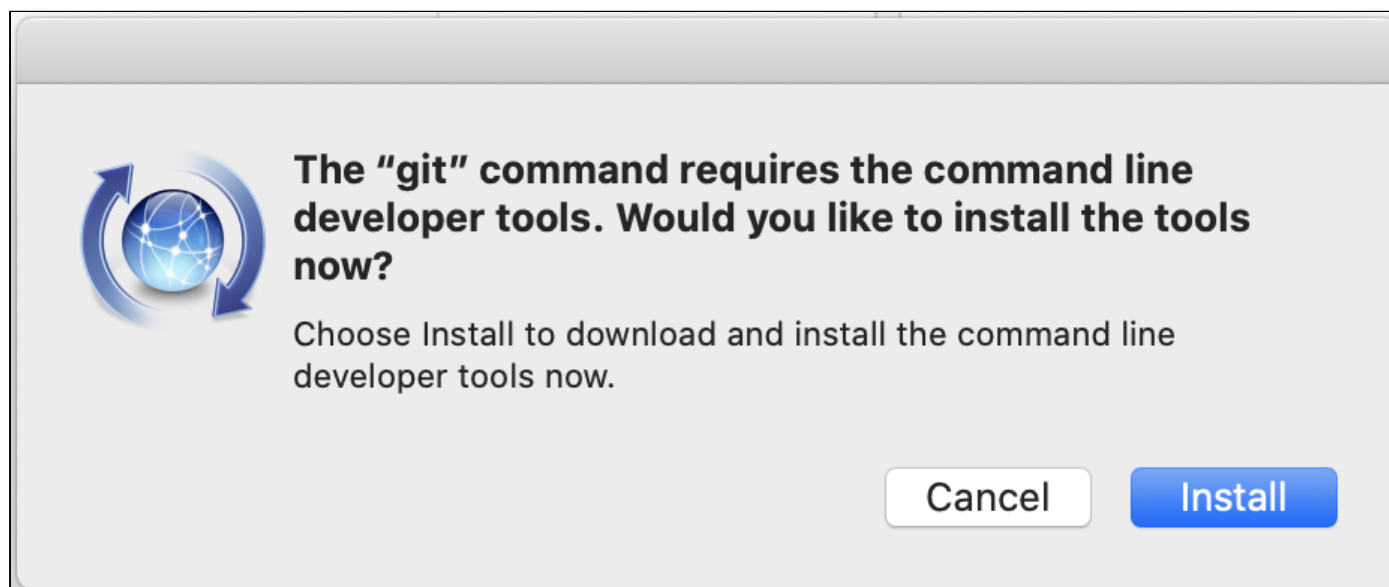 The “git” command requires the command line
developer tools. Would you like to install the tools
now?
Choose Install to download and install the command line
developer tools now.
Cancel
Install